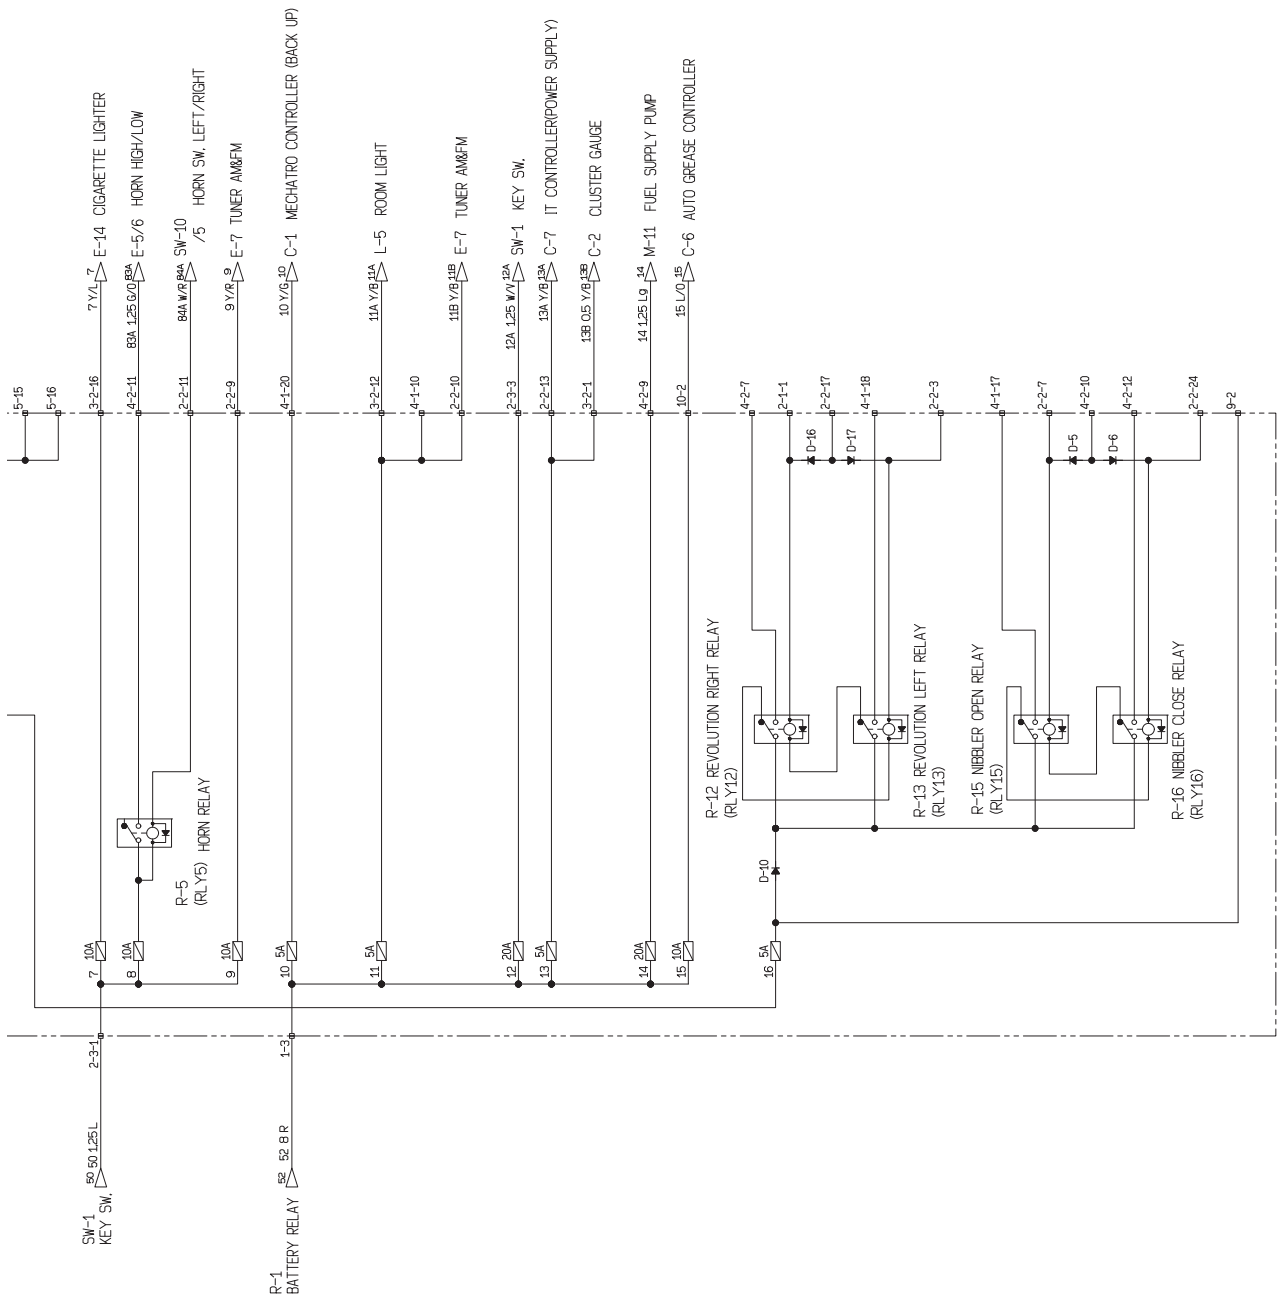 5-15
5-16
3-2-16
7 Y/L
7
E-14 CIGARETTE LIGHTER
4-2-11
83A 1.25 G/O
83A
E-5/6 HORN HIGH/LOW
2-2-11
84A W/R
84A
SW-10
/5 HORN SW. LEFT/RIGHT
2-2-9
9 Y/R
9
E-7 TUNER AM&FM
4-1-20
10 Y/G
10
C-1 MECHATRO CONTROLLER (BACK UP)
3-2-12
11A Y/B
11A
L-5 ROOM LIGHT
4-1-10
2-2-10
11B Y/B
11B
E-7 TUNER AM&FM
2-3-3
12A 1.25 W/V
12A
SW-1 KEY SW.
2-2-13
13A Y/B
13A
C-7 IT CONTROLLER(POWER SUPPLY)
3-2-1
13B 0.5 Y/B
13B
C-2 CLUSTER GAUGE
4-2-9
14 1.25 Lg
14
M-11 FUEL SUPPLY PUMP
10-2
15 L/O
15
C-6 AUTO GREASE CONTROLLER
4-2-7
2-1-1
2-2-17
4-1-18
2-2-3
4-1-17
2-2-7
4-2-10
4-2-12
2-2-24
9-2
D-16
D-17
D-5
D-6
R-5
(RLY5) HORN RELAY
R-12 REVOLUTION RIGHT RELAY
(RLY12)
R-13 REVOLUTION LEFT RELAY
(RLY13)
R-15 NIBBLER OPEN RELAY
(RLY15)
R-16 NIBBLER CLOSE RELAY
(RLY16)
D-10
7
10A
8
10A
9
10A
10
5A
11
5A
12
20A
13
5A
14
20A
15
10A
16
5A
2-3-1
50 1.25 L
50
SW-1
KEY SW.
1-3
52 8 R
52
R-1
BATTERY RELAY